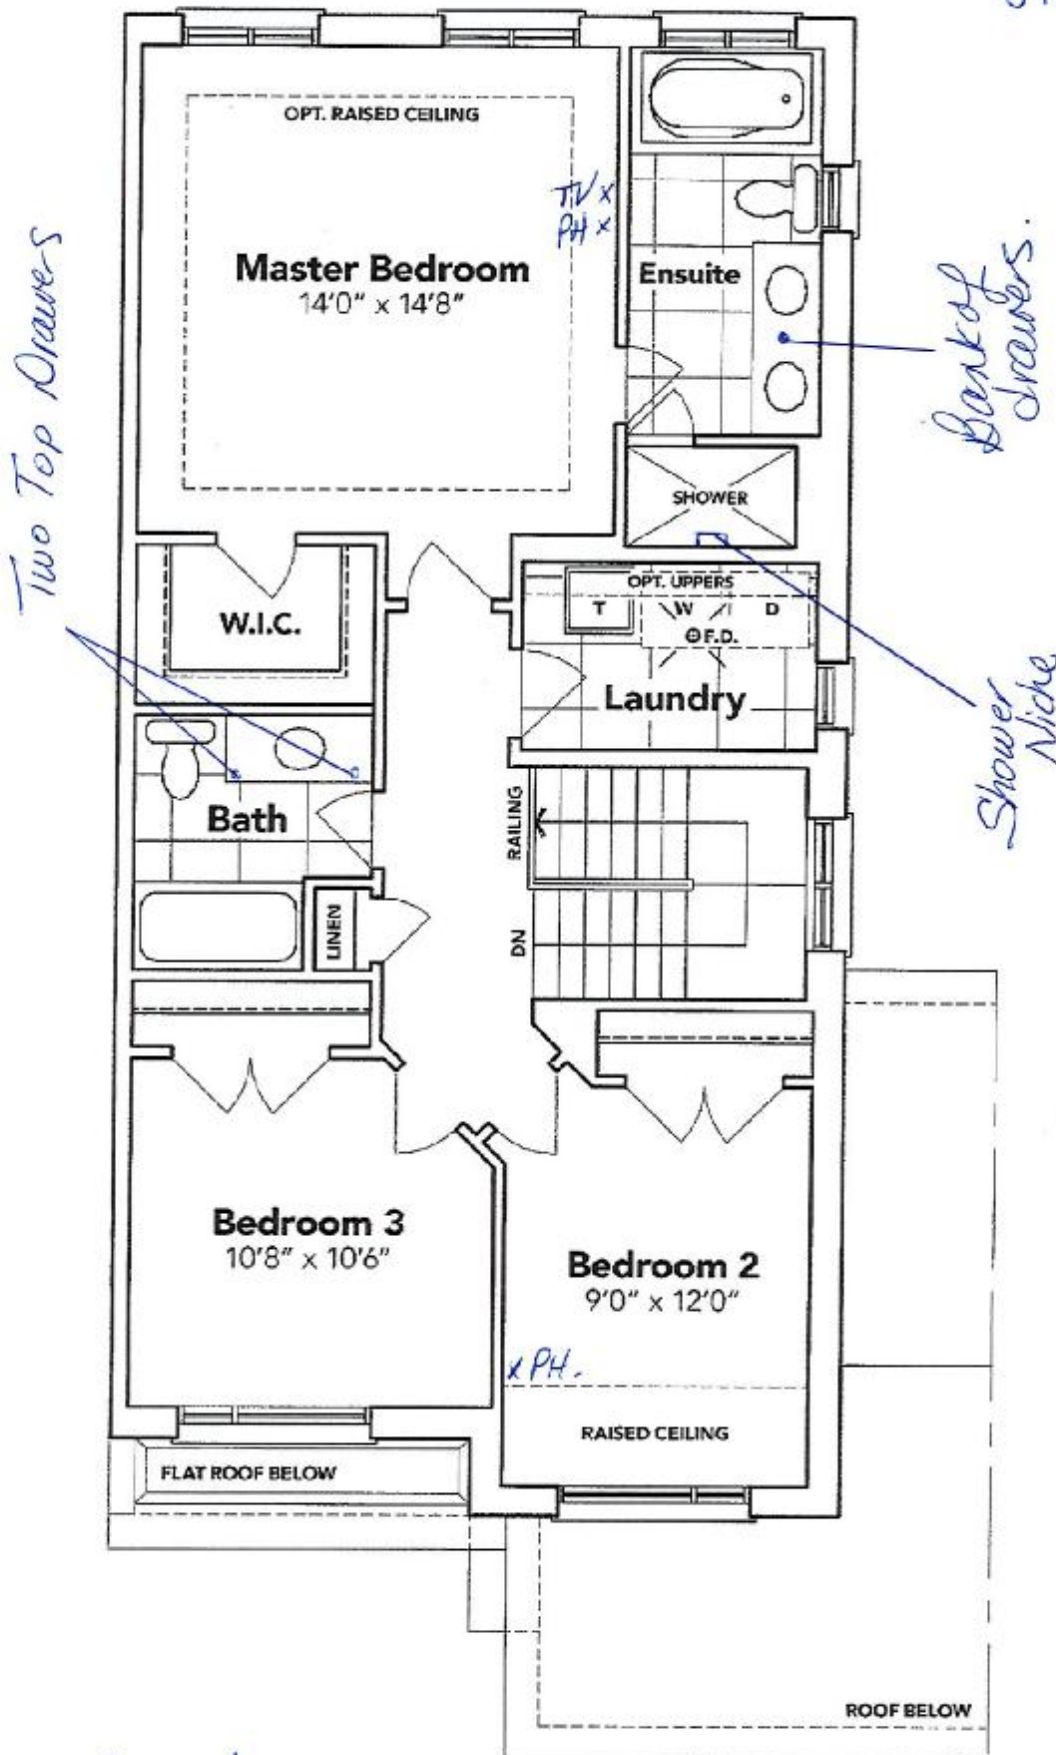 OPT. RAISED CEILING
TV x
PH x
Master Bedroom
14'0" x 14'8"
Ensuite
Two Top Drawers
Bank of
drawers.
SHOWER
OPT. UPPERS
T W D
F.D.
W.I.C.
Laundry
Shower
Niche
Bath
RAILING
LINEN
DN
Bedroom 3
10'8" x 10'6"
Bedroom 2
9'0" x 12'0"
x PH.
RAISED CEILING
FLAT ROOF BELOW
ROOF BELOW